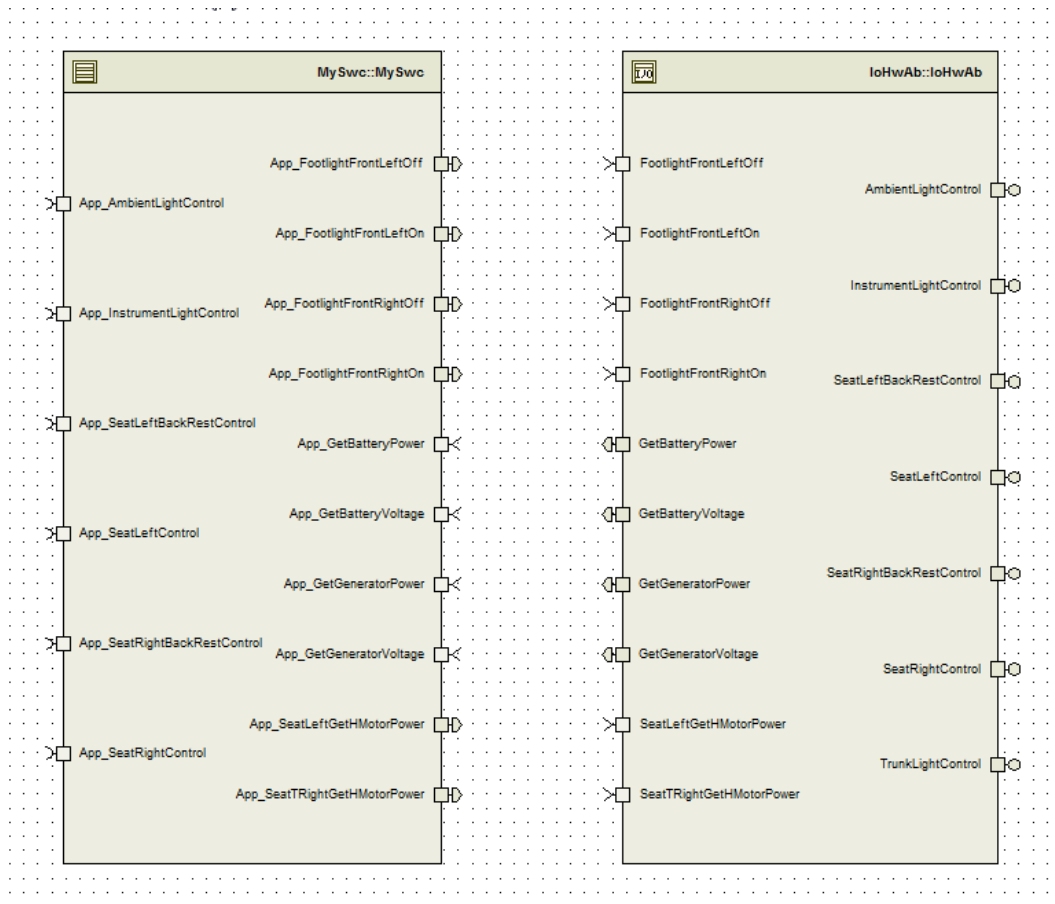 MySwc::MySwc
App_FootlightFrontLeftOff
App_AmbientLightControl
App_FootlightFrontLeftOn
App_FootlightFrontRightOff
App_InstrumentLightControl
App_FootlightFrontRightOn
App_SeatLeftBackRestControl
App_GetBatteryPower
App_GetBatteryVoltage
App_SeatLeftControl
App_GetGeneratorPower
App_SeatRightBackRestControl
App_GetGeneratorVoltage
App_SeatLeftGetHMotorPower
App_SeatRightControl
App_SeatTRightGetHMotorPower
I/O
IoHwAb::IoHwAb
FootlightFrontLeftOff
AmbientLightControl
FootlightFrontLeftOn
InstrumentLightControl
FootlightFrontRightOff
FootlightFrontRightOn
SeatLeftBackRestControl
GetBatteryPower
SeatLeftControl
GetBatteryVoltage
SeatRightBackRestControl
GetGeneratorPower
GetGeneratorVoltage
SeatRightControl
SeatLeftGetHMotorPower
TrunkLightControl
SeatTRightGetHMotorPower